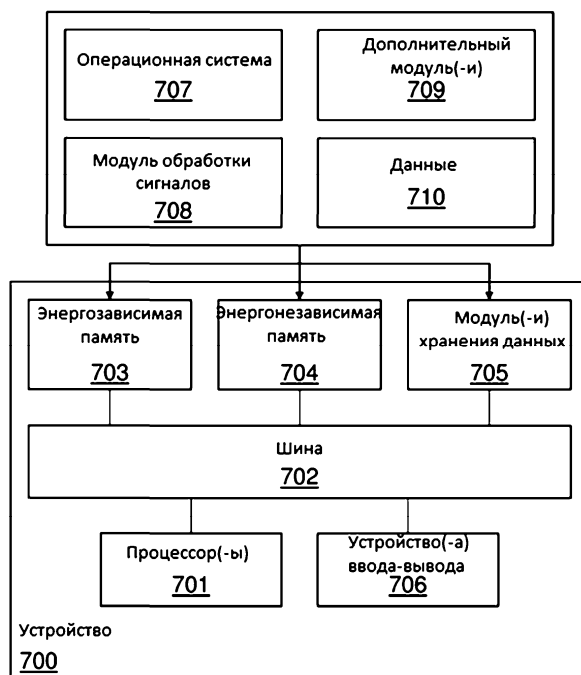 Операционная система
707
Дополнительный
модуль(-и)
709
Модуль обработки
сигналов
708
Данные
710
Энергозависимая
память
703
Энергонезависимая
память
704
Модуль(-и)
хранения данных
705
Шина
702
Процессор(-ы)
701
Устройство(-а)
ввода-вывода
706
Устройство
700